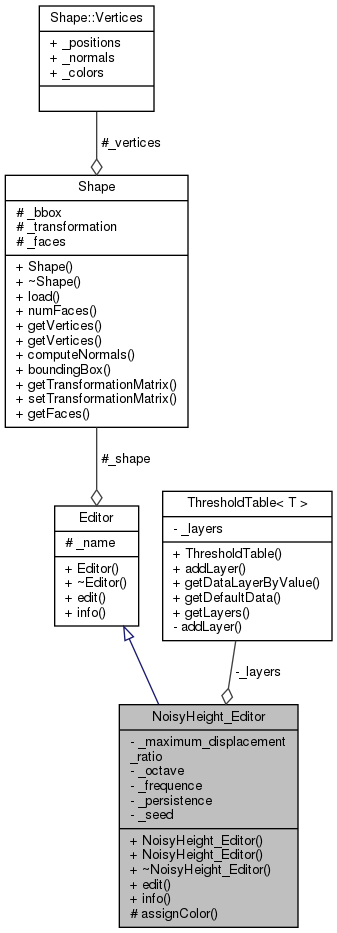 Shape::Vertices
+ _positions
+ _normals
+ _colors
#_vertices
Shape
# _bbox
# _transformation
# _faces
+ Shape()
+ ~Shape()
+ load()
+ numFaces()
+ getVertices()
+ getVertices()
+ computeNormals()
+ boundingBox()
+ getTransformationMatrix()
+ setTransformationMatrix()
+ getFaces()
#_shape
Editor
# _name
+ Editor()
+ ~Editor()
+ edit()
+ info()
ThresholdTable< T >
- _layers
+ ThresholdTable()
+ addLayer()
+ getDataLayerByValue()
+ getDefaultData()
+ getLayers()
- addLayer()
-_layers
NoisyHeight_Editor
- _maximum_displacement
_ratio
- _octave
- _frequence
- _persistence
- _seed
+ NoisyHeight_Editor()
+ NoisyHeight_Editor()
+ ~NoisyHeight_Editor()
+ edit()
+ info()
# assignColor()